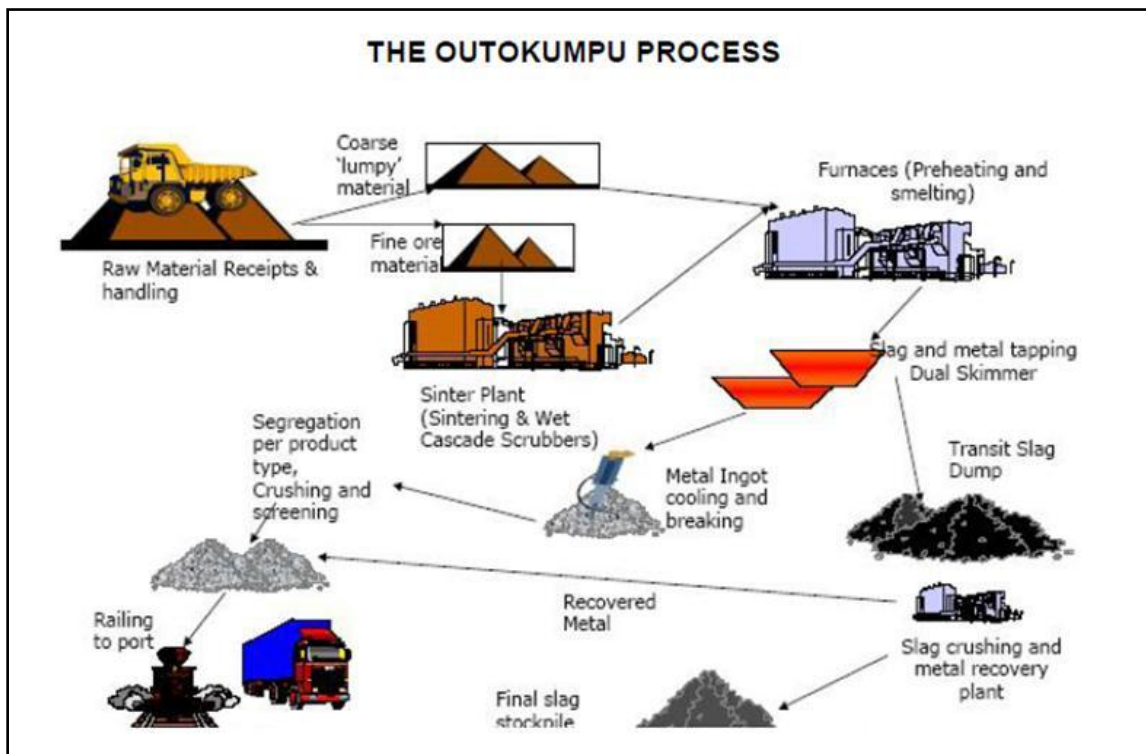 THE OUTOKUMPU PROCESS
Coarse
'lumpy'
material
Furnaces (Preheating and
smelting)
Fine ore
material
Raw Material Receipts &
handling
Slag and metal tapping
Dual Skimmer
Sinter Plant
(Sintering & Wet
Cascade Scrubbers)
Segregation
per product
type,
Crushing and
screening
Transit Slag
Dump
Metal Ingot
cooling and
breaking
Recovered
Metal
Railing
to port
Slag crushing and
metal recovery
plant
Final slag
stockpile